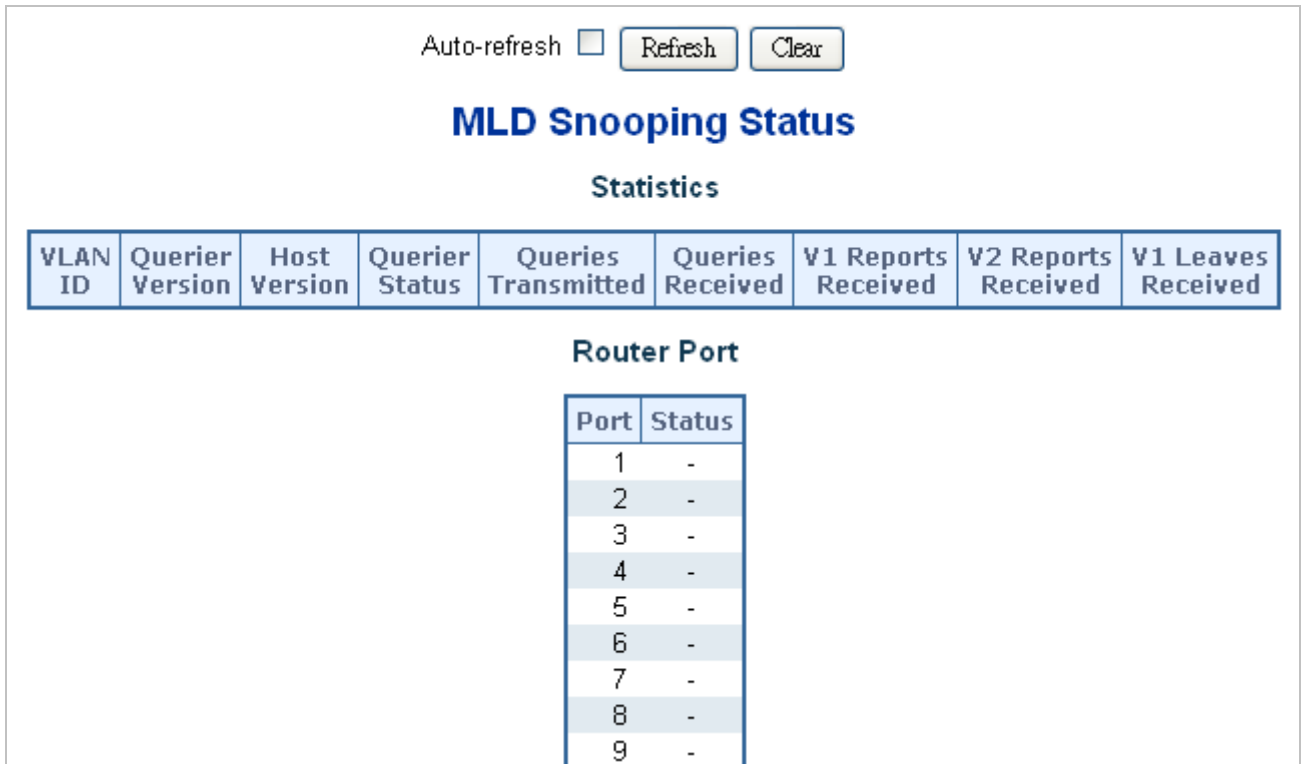 Auto-refresh Refresh Clear
MLD Snooping Status
Statistics
VLAN ID Querier Version Host Version Querier Status Queries Transmitted Queries Received V1 Reports Received V2 Reports Received V1 Leaves Received
Router Port
Port Status
1 -
2 -
3 -
4 -
5 -
6 -
7 -
8 -
9 -